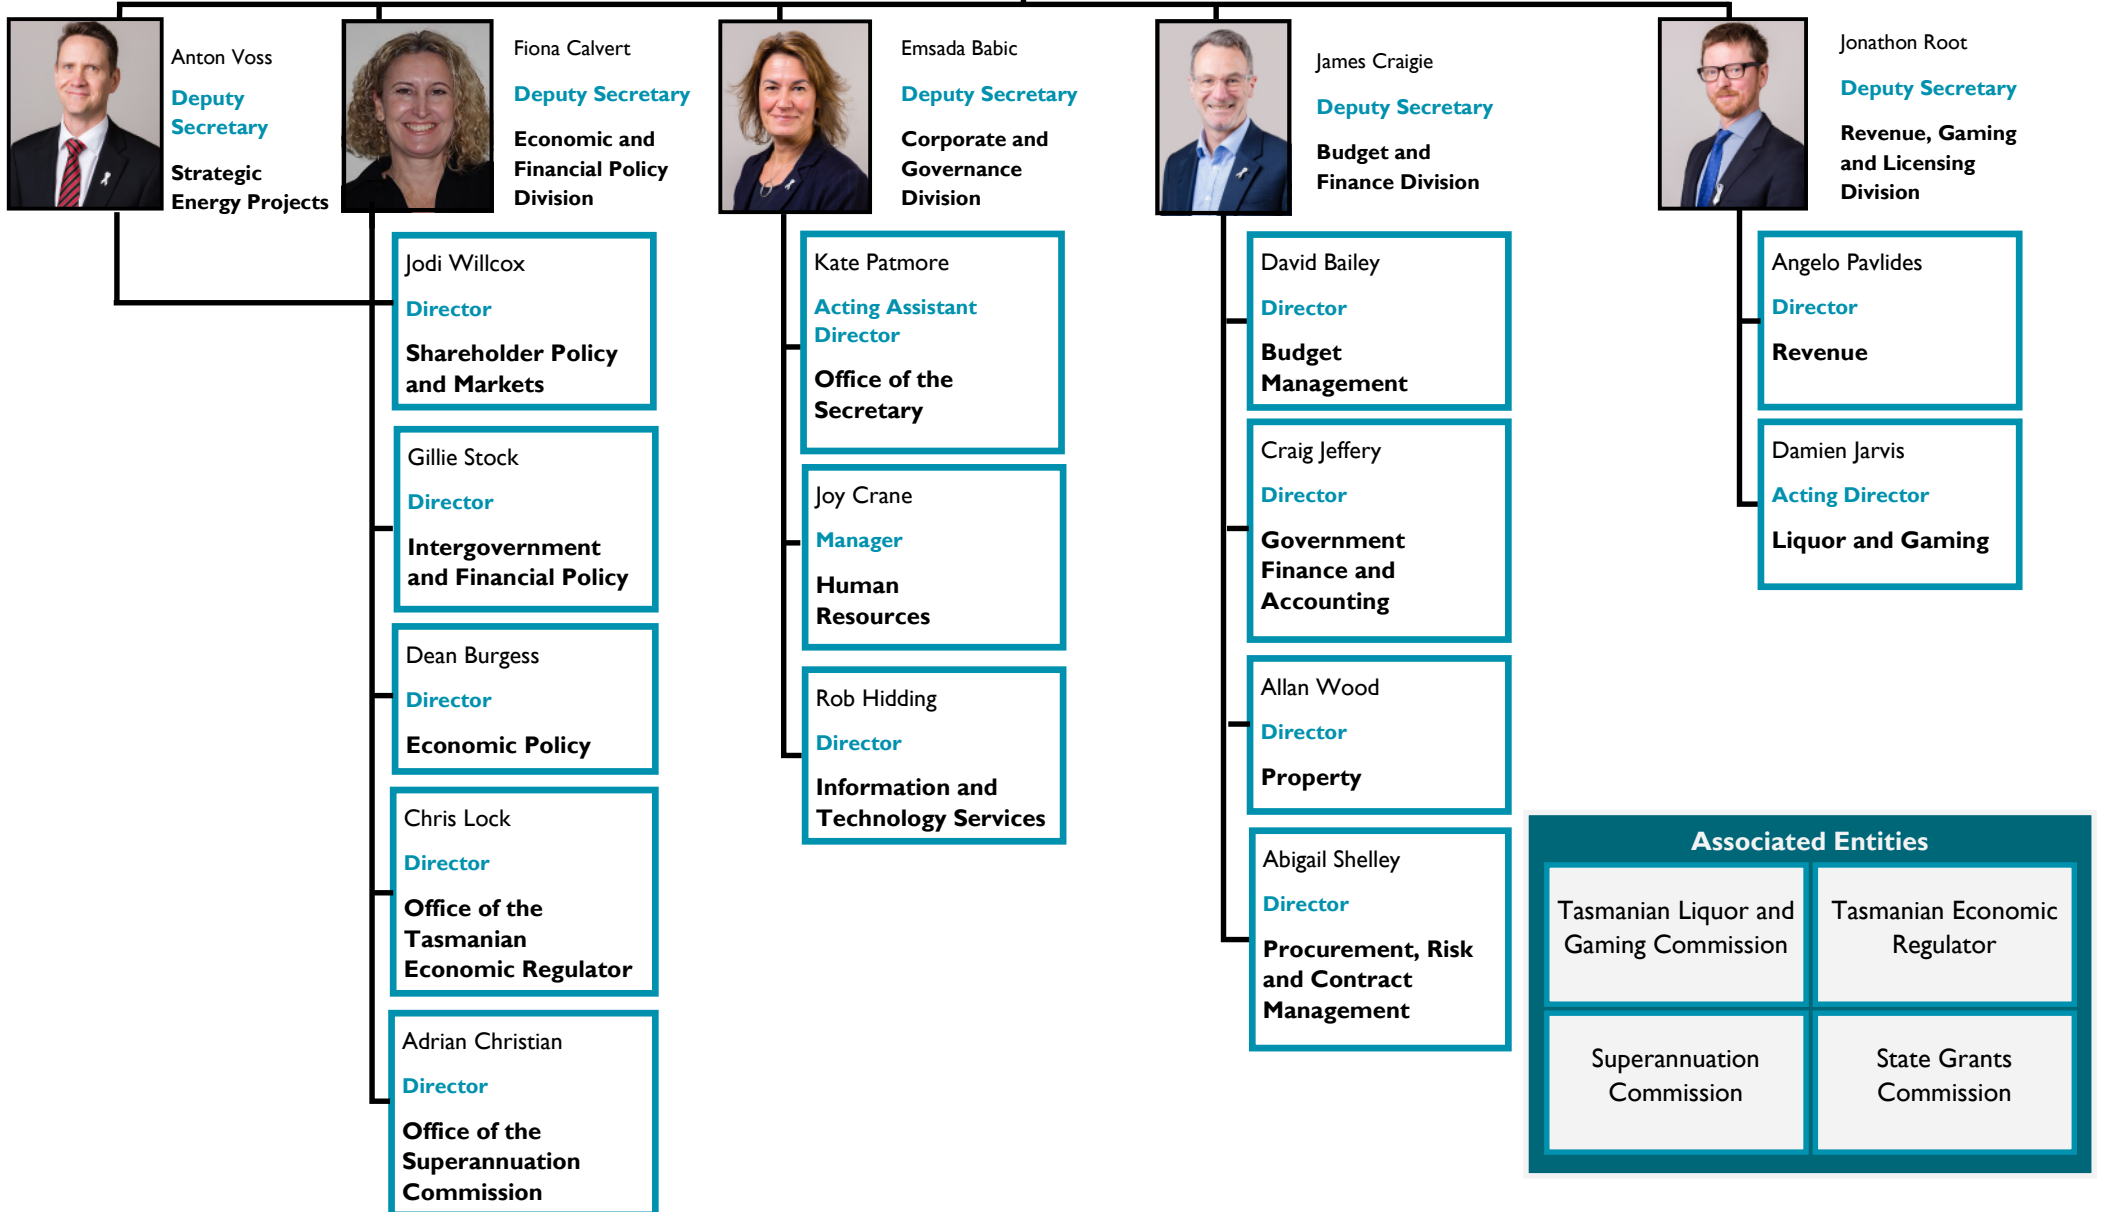 Anton Voss
Deputy
Secretary
Strategic
Energy Projects
Fiona Calvert
Deputy Secretary
Economic and
Financial Policy
Division
Emsada Babic
Deputy Secretary
Corporate and
Governance
Division
James Craigie
Deputy Secretary
Budget and
Finance Division
Jonathon Root
Deputy Secretary
Revenue, Gaming
and Licensing
Division
Jodi Willcox
Director
Shareholder Policy
and Markets
Gillie Stock
Director
Intergovernment
and Financial Policy
Dean Burgess
Director
Economic Policy
Chris Lock
Director
Office of the
Tasmanian
Economic Regulator
Adrian Christian
Director
Office of the
Superannuation
Commission
Kate Patmore
Acting Assistant
Director
Office of the
Secretary
Joy Crane
Manager
Human
Resources
Rob Hidding
Director
Information and
Technology Services
David Bailey
Director
Budget
Management
Craig Jeffery
Director
Government
Finance and
Accounting
Allan Wood
Director
Property
Abigail Shelley
Director
Procurement, Risk
and Contract
Management
Angelo Pavlides
Director
Revenue
Damien Jarvis
Acting Director
Liquor and Gaming
Associated Entities
Tasmanian Liquor and
Gaming Commission
Tasmanian Economic
Regulator
Superannuation
Commission
State Grants
Commission